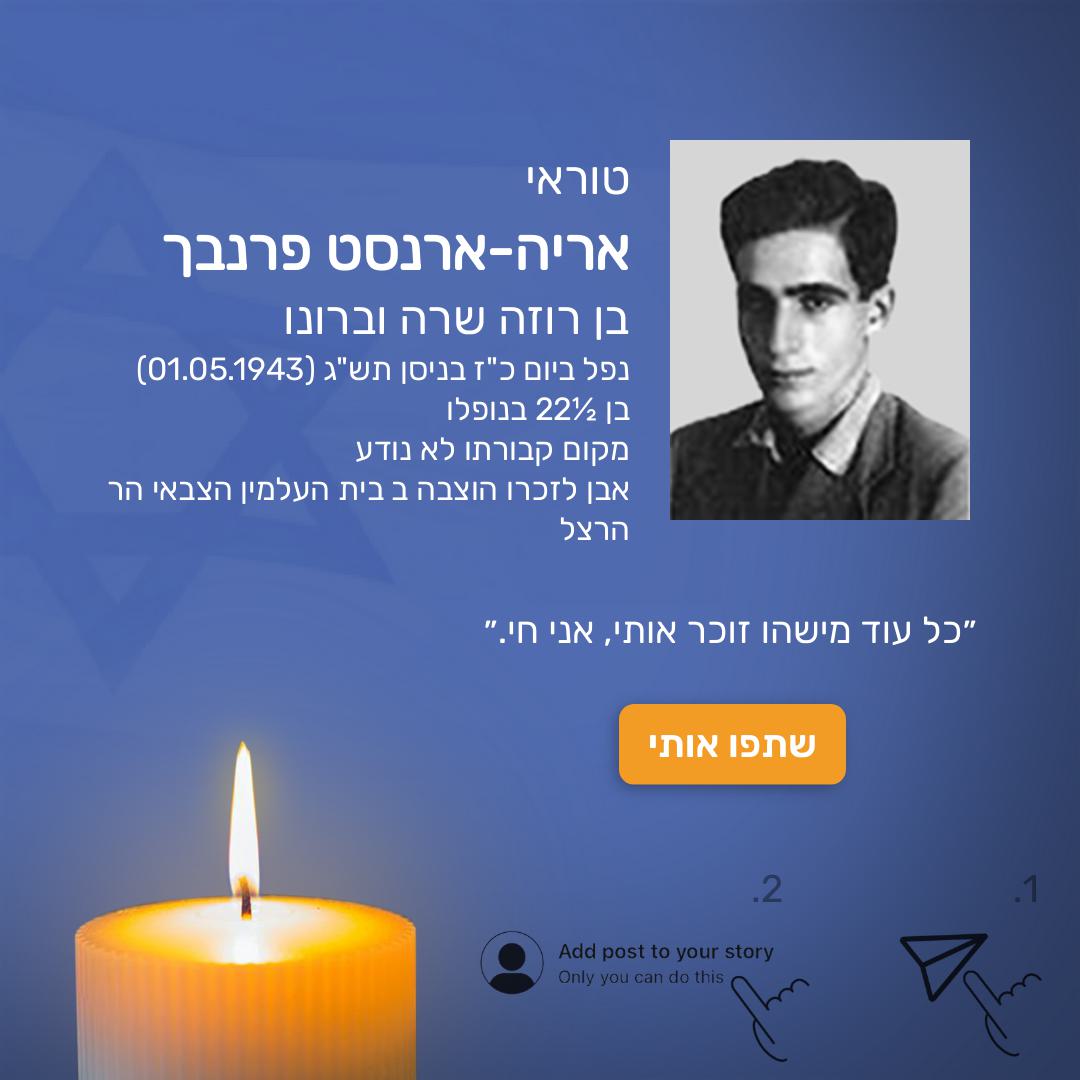 טוראי
אריה-ארנסט פרנבך
בן רוזה שרה וברונו
נפל ביום כ"ז בניסן תש"ג (01.05.1943)
בן 22½ בנופלו
מקום קבורתו לא נודע
אבן לזכרו הוצבה ב בית העלמין הצבאי הר
הרצל
״כל עוד מישהו זוכר אותי, אני חי.״
שתפו אותי
.1
.2
Add post to your story
Only you can do this